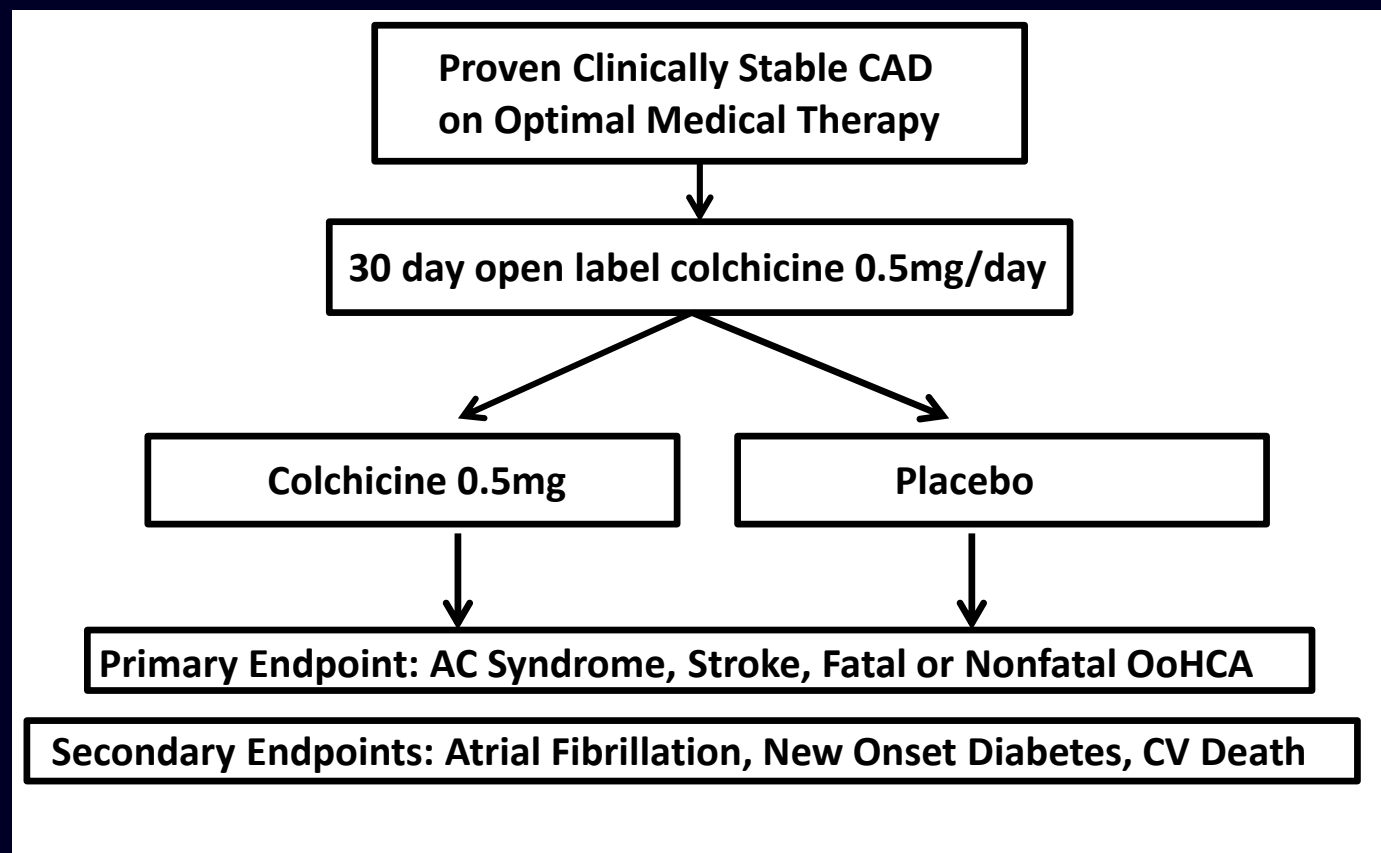 Proven Clinically Stable CAD
on Optimal Medical Therapy
30 day open label colchicine 0.5mg/day
Colchicine 0.5mg
Placebo
Primary Endpoint: AC Syndrome, Stroke, Fatal or Nonfatal OoHCA
Secondary Endpoints: Atrial Fibrillation, New Onset Diabetes, CV Death